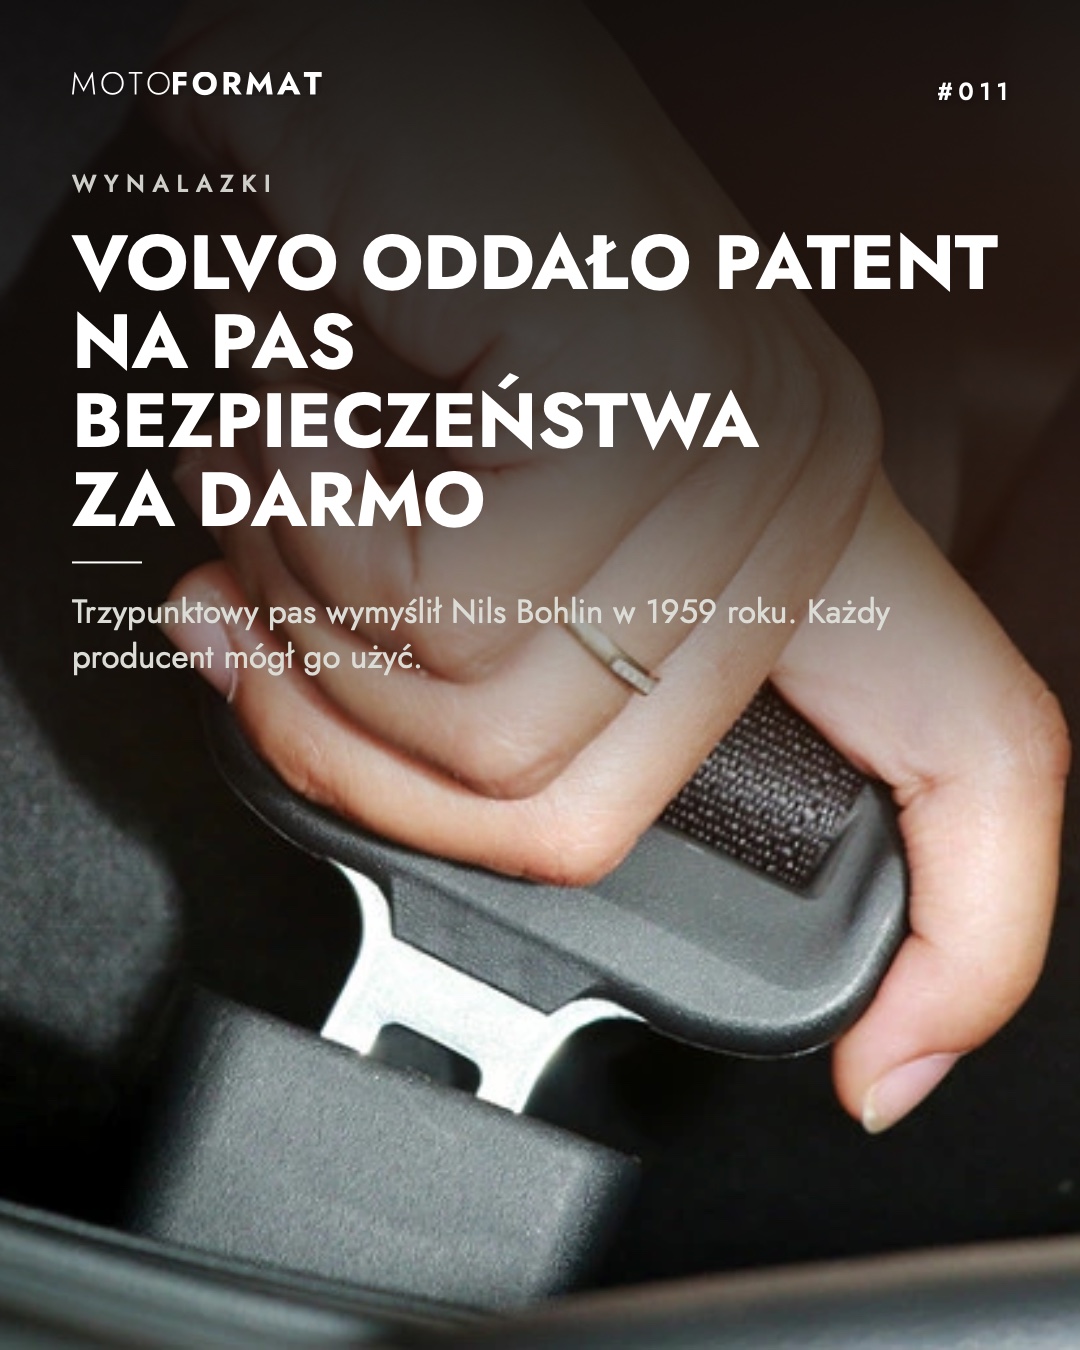 MOTOFORMAT
#011
WYNALAZKI
VOLVO ODDAŁO PATENT
NA PAS
BEZPIECZEŃSTWA
ZA DARMO
Trzypunktowy pas wymyślił Nils Bohlin w 1959 roku. Każdy
producent mógł go użyć.